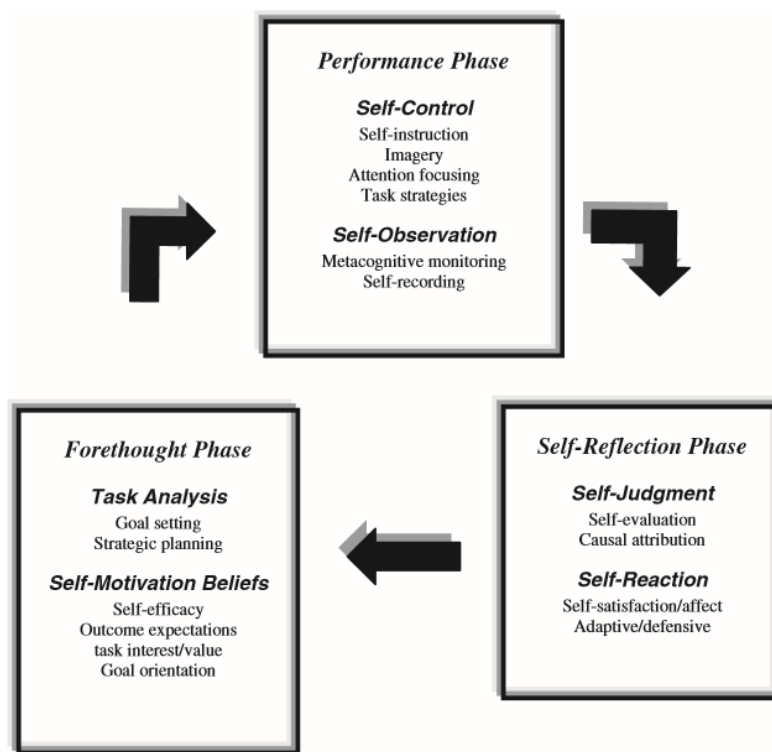 Performance Phase
Self-Control
Self-instruction
Imagery
Attention focusing
Task strategies
Self-Observation
Metacognitive monitoring
Self-recording
Forethought Phase
Task Analysis
Goal setting
Strategic planning
Self-Motivation Beliefs
Self-efficacy
Outcome expectations
task interest/value
Goal orientation
Self-Reflection Phase
Self-Judgment
Self-evaluation
Causal attribution
Self-Reaction
Self-satisfaction/affect
Adaptive/defensive